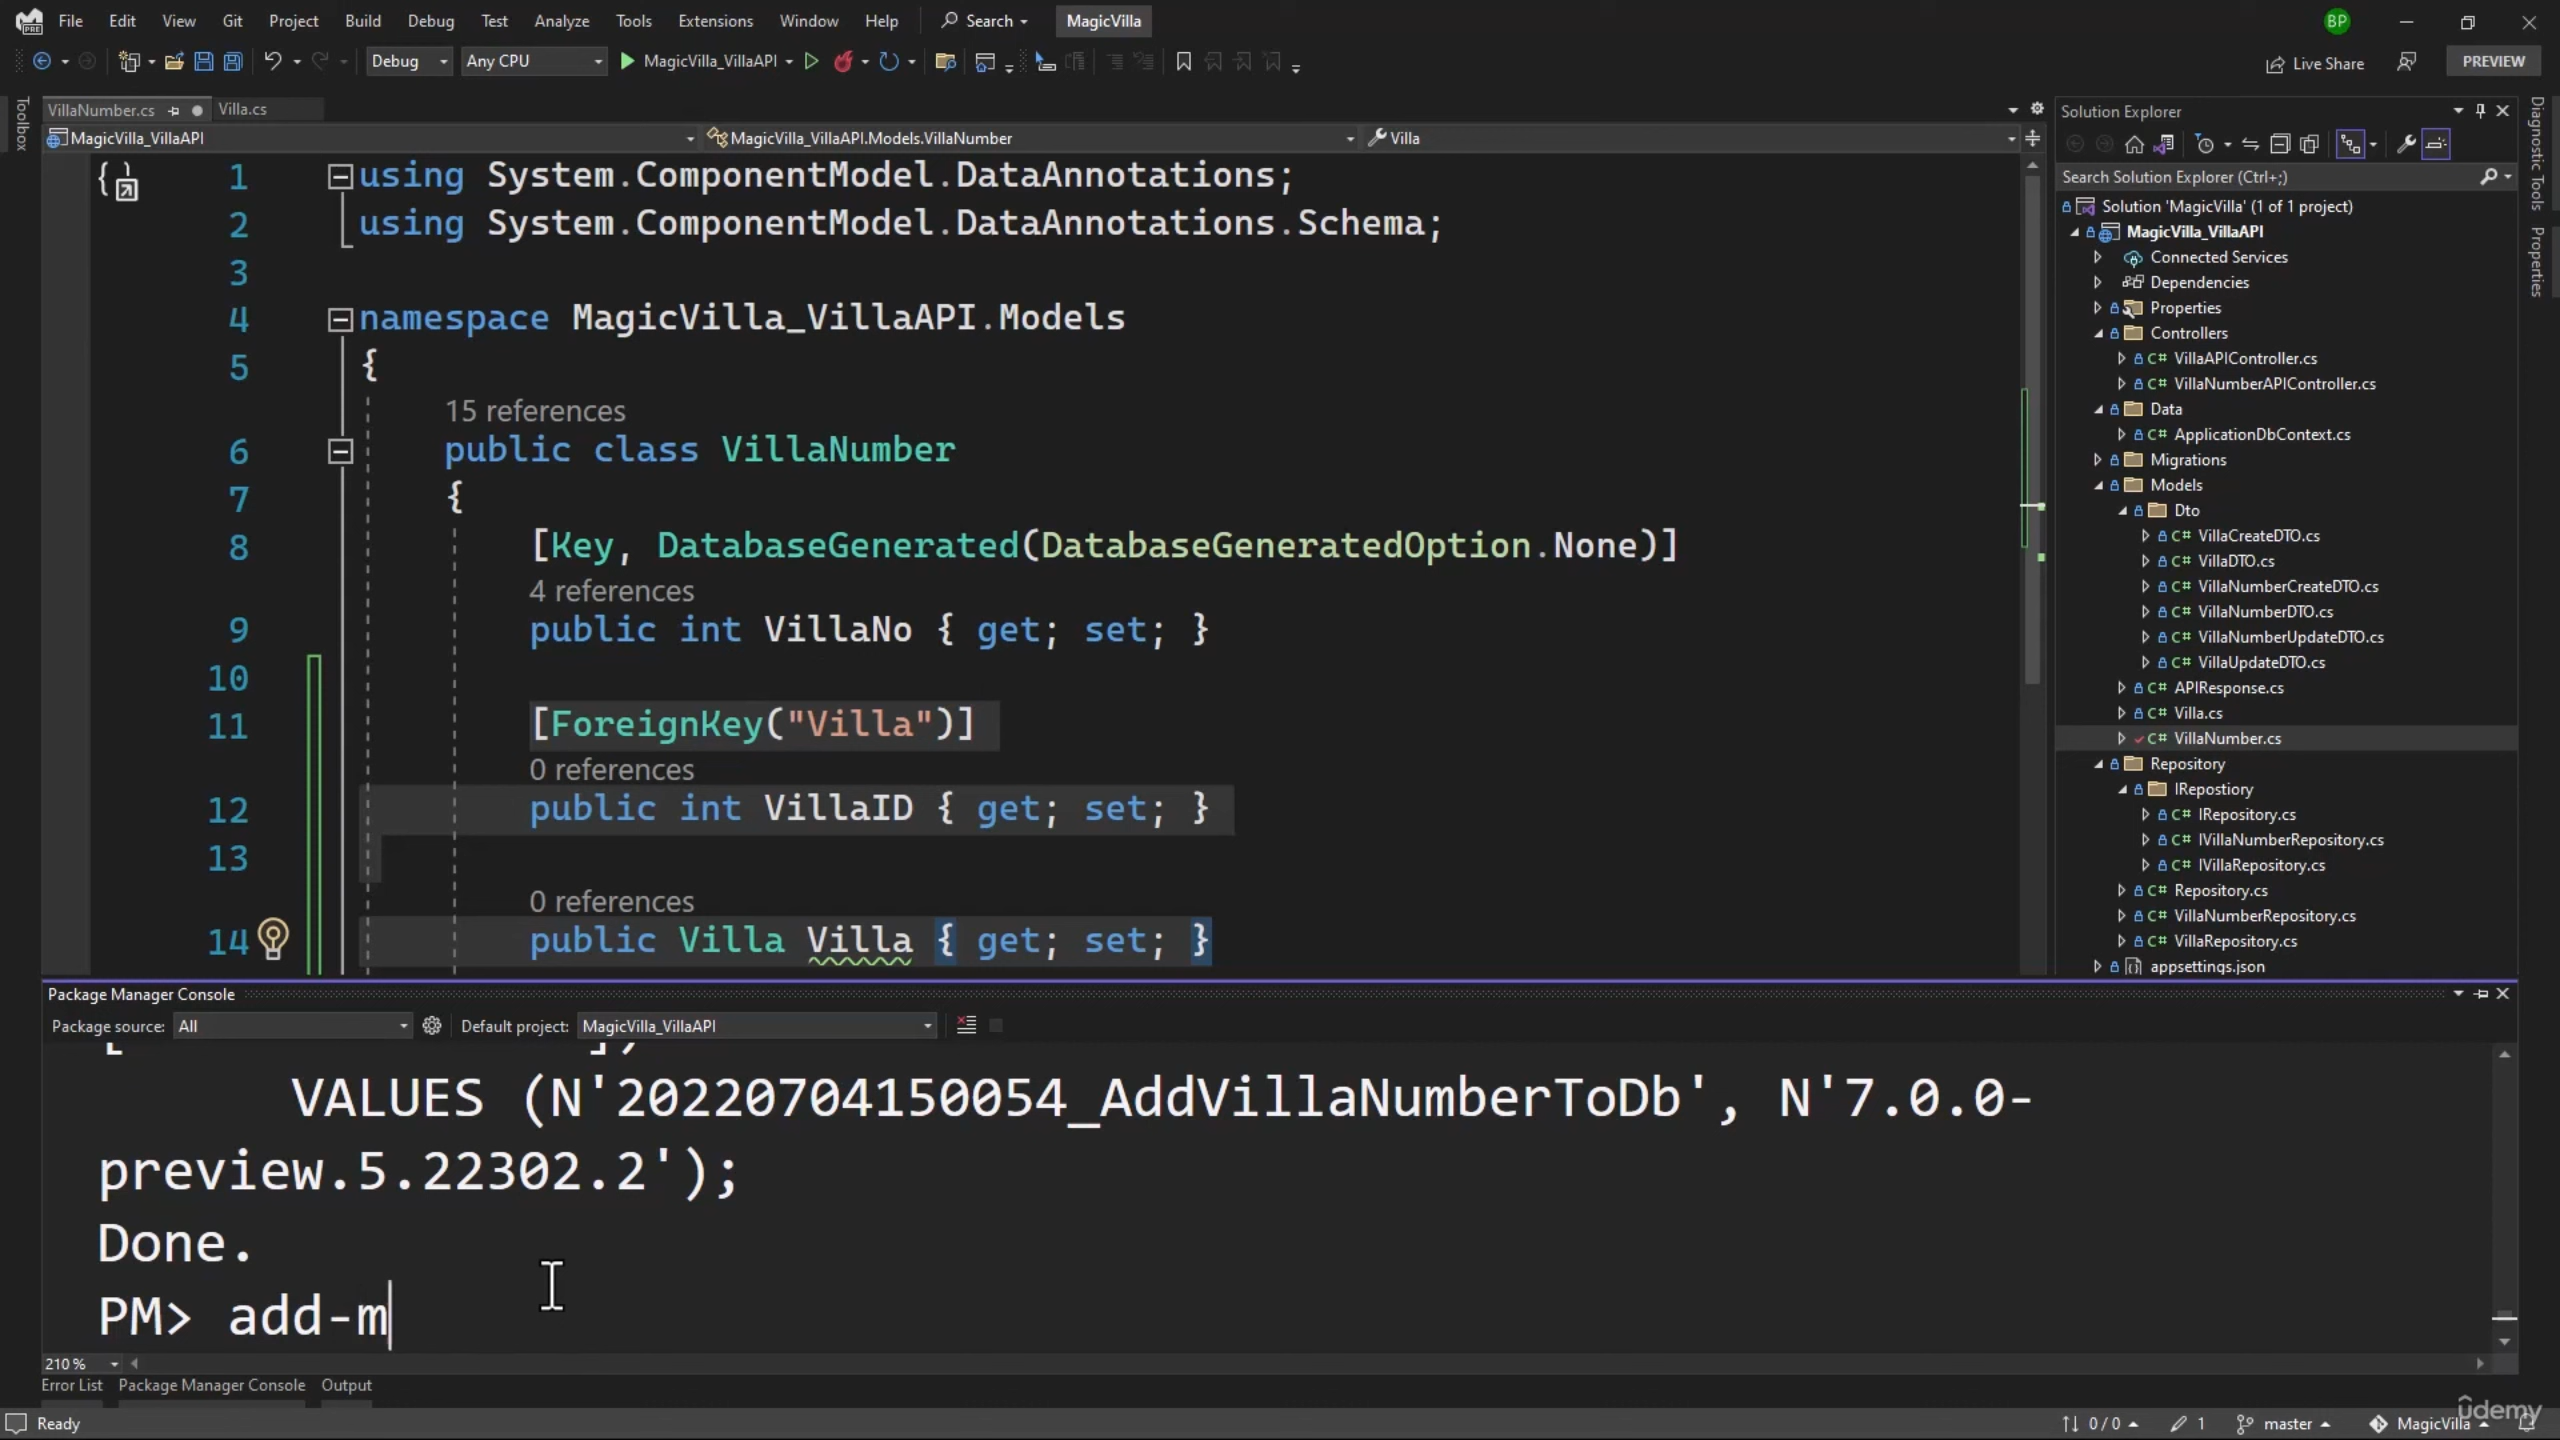 File Edit View Git Project Build Debug Test Analyze Tools Extensions Window Help Search MagicVilla BP
Debug Any CPU MagicVilla_VillaAPI Live Share PREVIEW
Toolbox
VillaNumber.cs Villa.cs
MagicVilla_VillaAPI MagicVilla_VillaAPI.Models.VillaNumber Villa
1 using System.ComponentModel.DataAnnotations;
2 using System.ComponentModel.DataAnnotations.Schema;
3
4 namespace MagicVilla_VillaAPI.Models
5 {
15 references
6 public class VillaNumber
7 {
8 [Key, DatabaseGenerated(DatabaseGeneratedOption.None)]
4 references
9 public int VillaNo { get; set; }
10
11 [ForeignKey("Villa")]
0 references
12 public int VillaID { get; set; }
13
0 references
14 public Villa Villa { get; set; }
Solution Explorer
Search Solution Explorer (Ctrl+;)
Solution 'MagicVilla' (1 of 1 project)
MagicVilla_VillaAPI
Connected Services
Dependencies
Properties
Controllers
C# VillaAPIController.cs
C# VillaNumberAPIController.cs
Data
C# ApplicationDbContext.cs
Migrations
Models
Dto
C# VillaCreateDTO.cs
C# VillaDTO.cs
C# VillaNumberCreateDTO.cs
C# VillaNumberDTO.cs
C# VillaNumberUpdateDTO.cs
C# VillaUpdateDTO.cs
C# APIResponse.cs
C# Villa.cs
C# VillaNumber.cs
Repository
IRepostiory
C# IRepository.cs
C# IVillaNumberRepository.cs
C# IVillaRepository.cs
C# Repository.cs
C# VillaNumberRepository.cs
C# VillaRepository.cs
appsettings.json
Diagnostic Tools
Properties
Package Manager Console
Package source: All Default project: MagicVilla_VillaAPI
VALUES (N'20220704150054_AddVillaNumberToDb', N'7.0.0-
preview.5.22302.2');
Done.
PM> add-m
210 %
Error List Package Manager Console Output
Ready 0 / 0 1 master MagicVilla
udemy